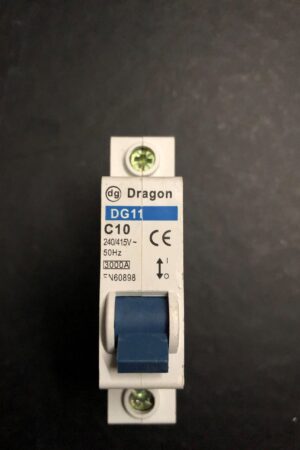 dg Dragon
DG11
C10
240/415V~
50Hz
3000A
EN60898
CE
I
O